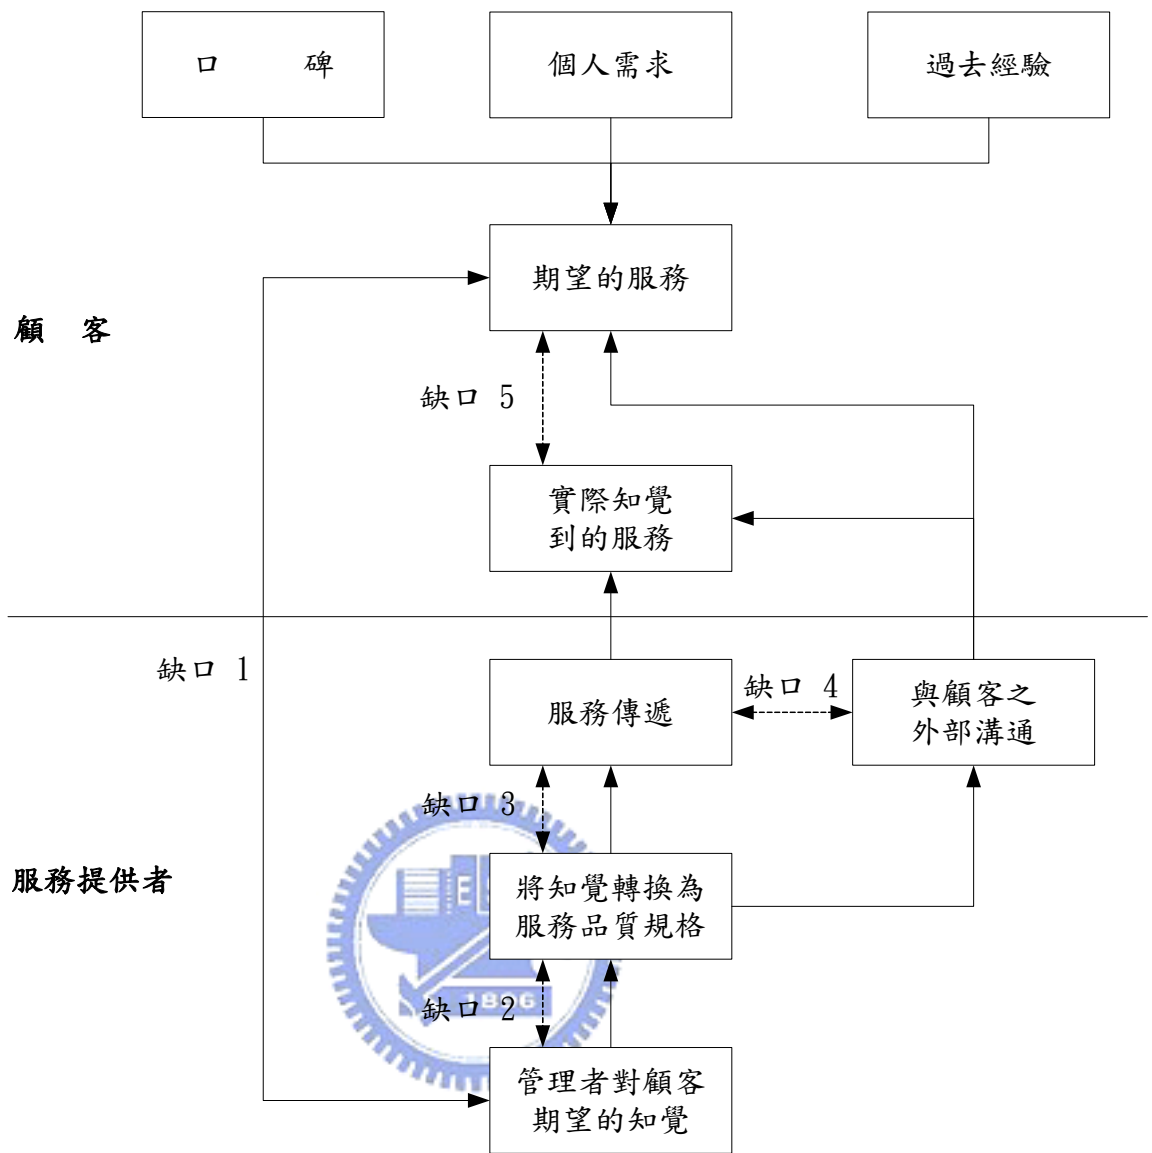 口 碑
個人需求
過去經驗
期望的服務
顧 客
缺口 5
實際知覺
到的服務
缺口 1
服務傳遞
缺口 4
與顧客之
外部溝通
缺口 3
服務提供者
將知覺轉換為
服務品質規格
缺口 2
1896
管理者對顧客
期望的知覺